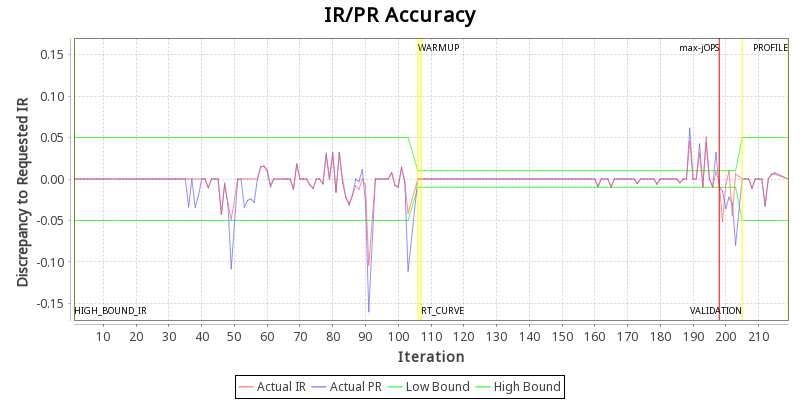 IR/PR Accuracy
Discrepancy to Requested IR
0.15
0.10
0.05
0.00
-0.05
-0.10
-0.15
WARMUP
max-jOPS
PROFILE
HIGH_BOUND_IR
RT_CURVE
VALIDATION
10 20 30 40 50 60 70 80 90 100 110 120 130 140 150 160 170 180 190 200 210
Iteration
Actual IR Actual PR Low Bound High Bound